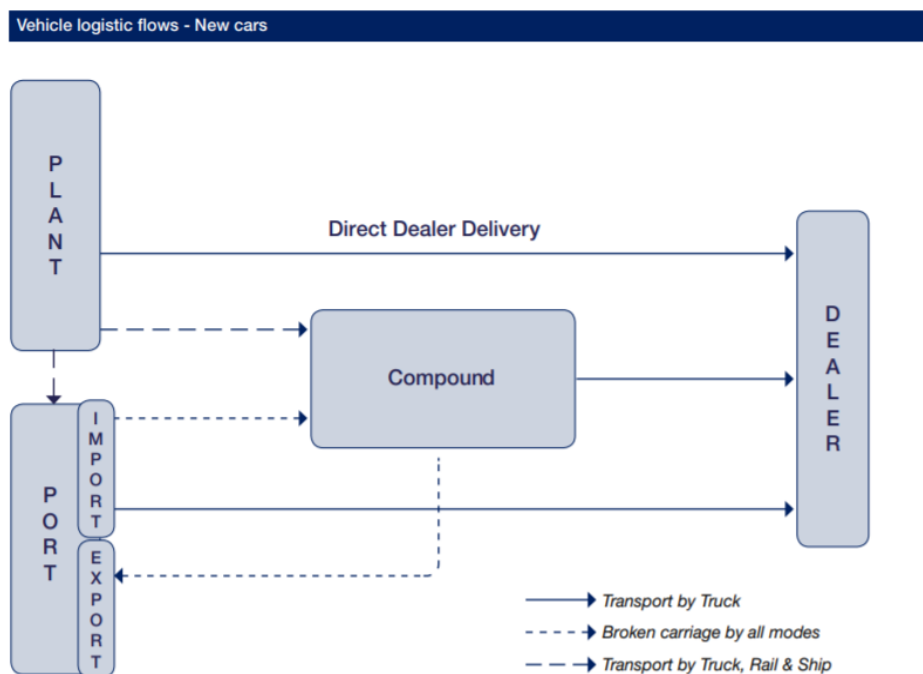 Vehicle logistic flows - New cars
PLANT
Direct Dealer Delivery
DEALER
Compound
IMPORT
PORT
EXPORT
Transport by Truck
Broken carriage by all modes
Transport by Truck, Rail & Ship